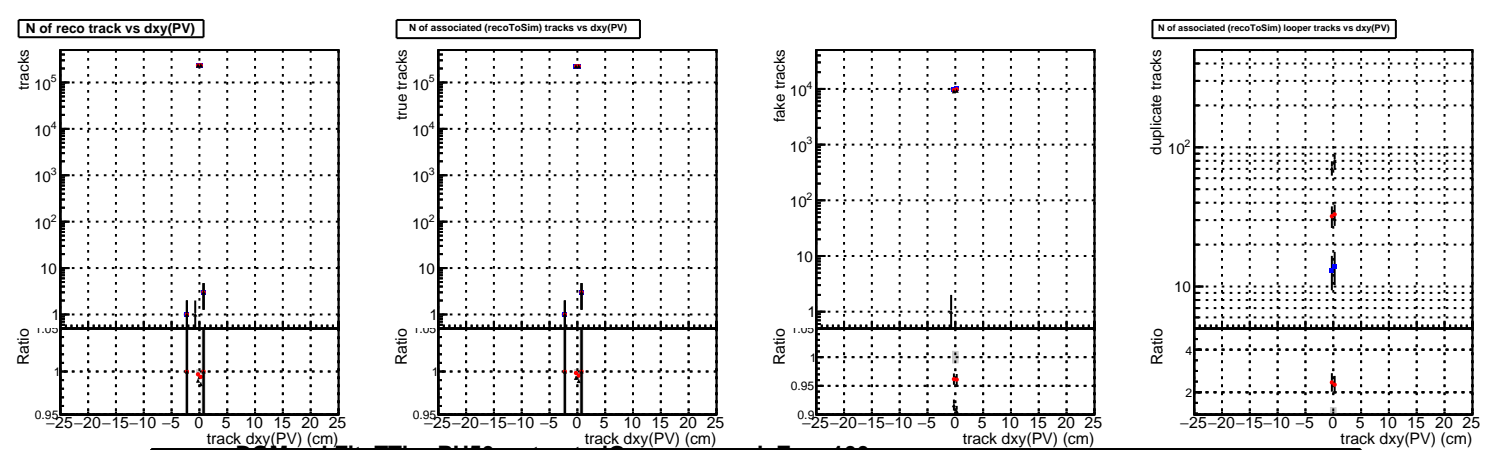 N of reco track vs dxy(PV)
tracks
10^5
10^4
10^3
10^2
10
1
1.05
Ratio
1
0.95
−25 −20 −15 −10 −5 0 5 10 15 20 25
track dxy(PV) (cm)
N of associated (recoToSim) tracks vs dxy(PV)
true tracks
10^5
10^4
10^3
10^2
10
1
1.05
Ratio
1
0.95
−25 −20 −15 −10 −5 0 5 10 15 20 25
track dxy(PV) (cm)
fake tracks
10^4
10^3
10^2
10
1
1.05
Ratio
1
0.95
0.9
−25 −20 −15 −10 −5 0 5 10 15 20 25
track dxy(PV) (cm)
N of associated (recoToSim) looper tracks vs dxy(PV)
duplicate tracks
10^2
10
Ratio
4
2
−25 −20 −15 −10 −5 0 5 10 15 20 25
track dxy(PV) (cm)